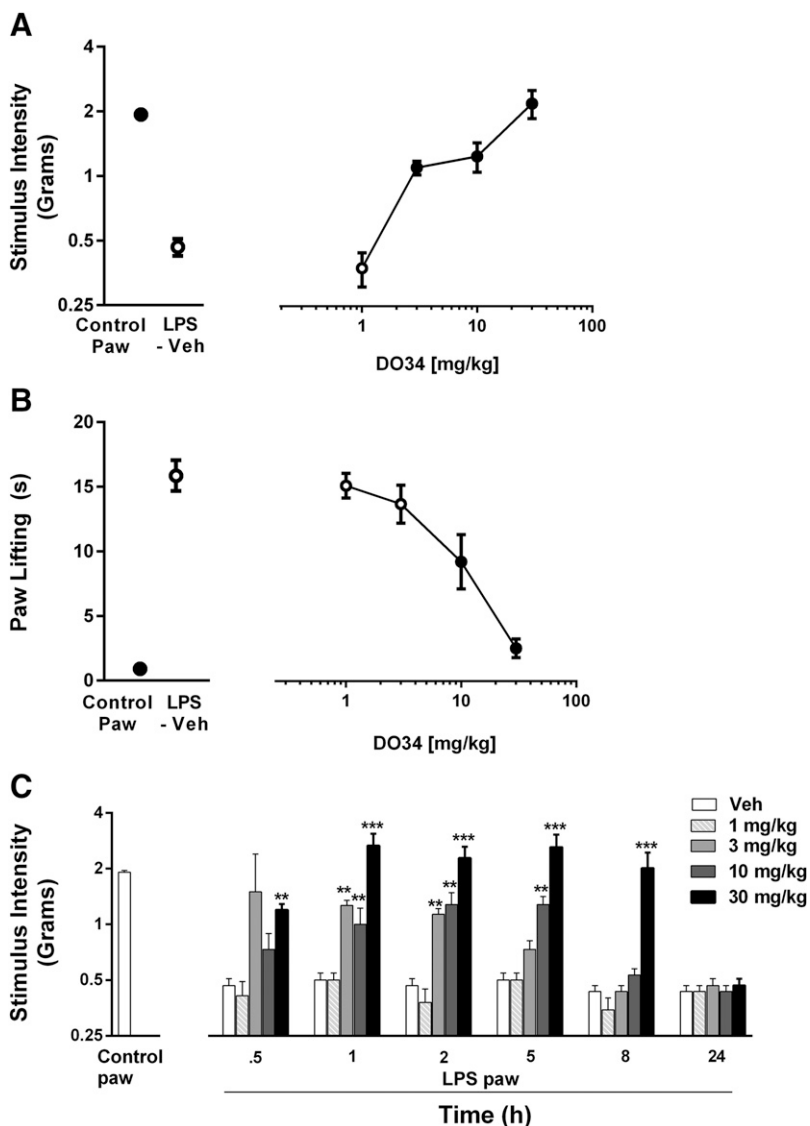 A
Stimulus Intensity
(Grams)
4
2
1
0.5
0.25
Control
Paw
LPS
- Veh
1
10
100
DO34 [mg/kg]
B
Paw Lifting (s)
20
15
10
5
0
Control
Paw
LPS
- Veh
1
10
100
DO34 [mg/kg]
C
Stimulus Intensity
(Grams)
4
2
1
0.5
0.25
Control
paw
Veh
1 mg/kg
3 mg/kg
10 mg/kg
30 mg/kg
**
** ** ***
** ** ***
** ***
***
.5 1 2 5 8 24
LPS paw
Time (h)